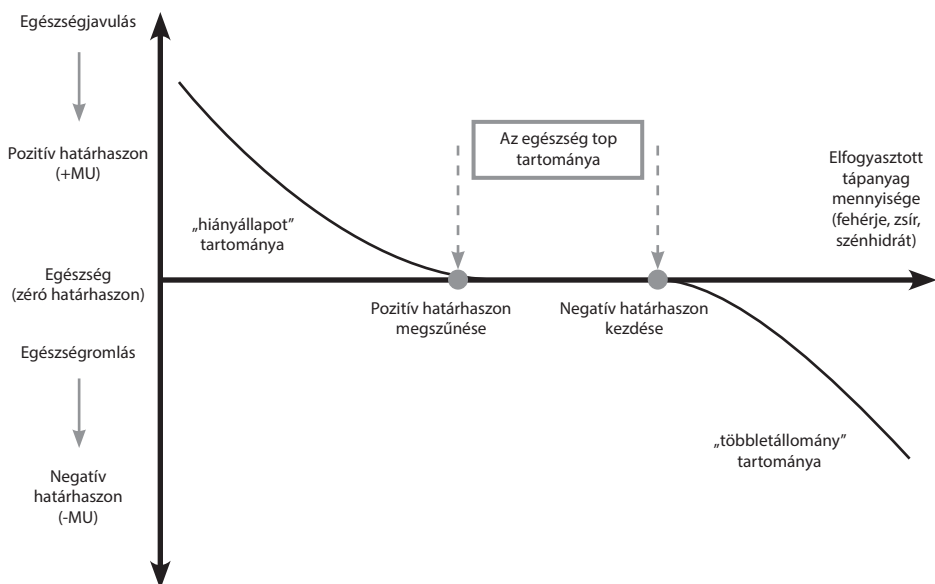 Egészségjavulás
Pozitív határhaszon
(+MU)
Egészség
(zéró határhaszon)
Egészségromlás
Negatív
határhaszon
(-MU)
„hiányállapot”
tartománya
Az egészség top
tartománya
Pozitív határhaszon
megszűnése
Negatív határhaszon
kezdése
Elfogyasztott
tápanyag
mennyisége
(fehérje, zsír,
szénhidrát)
„többletállomány”
tartománya